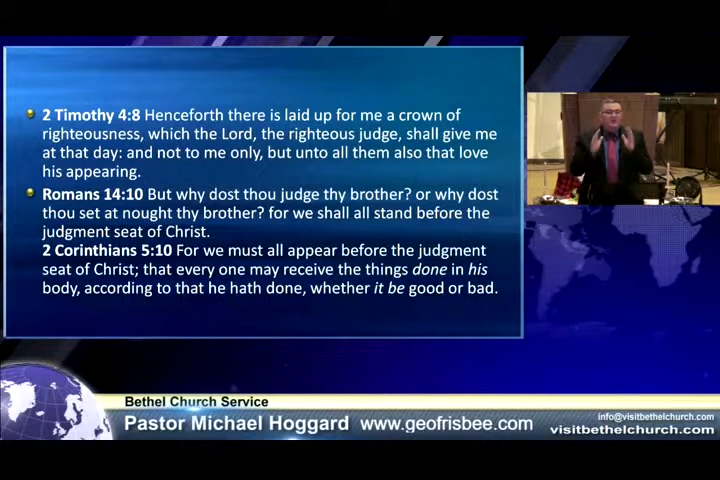 2 Timothy 4:8 Henceforth there is laid up for me a crown of
righteousness, which the Lord, the righteous judge, shall give me
at that day: and not to me only, but unto all them also that love
his appearing.
Romans 14:10 But why dost thou judge thy brother? or why dost
thou set at nought thy brother? for we shall all stand before the
judgment seat of Christ.
2 Corinthians 5:10 For we must all appear before the judgment
seat of Christ; that every one may receive the things done in his
body, according to that he hath done, whether it be good or bad.
Bethel Church Service
Pastor Michael Hoggard www.geofrisbee.com
info@visitbethelchurch.com
visitbethelchurch.com